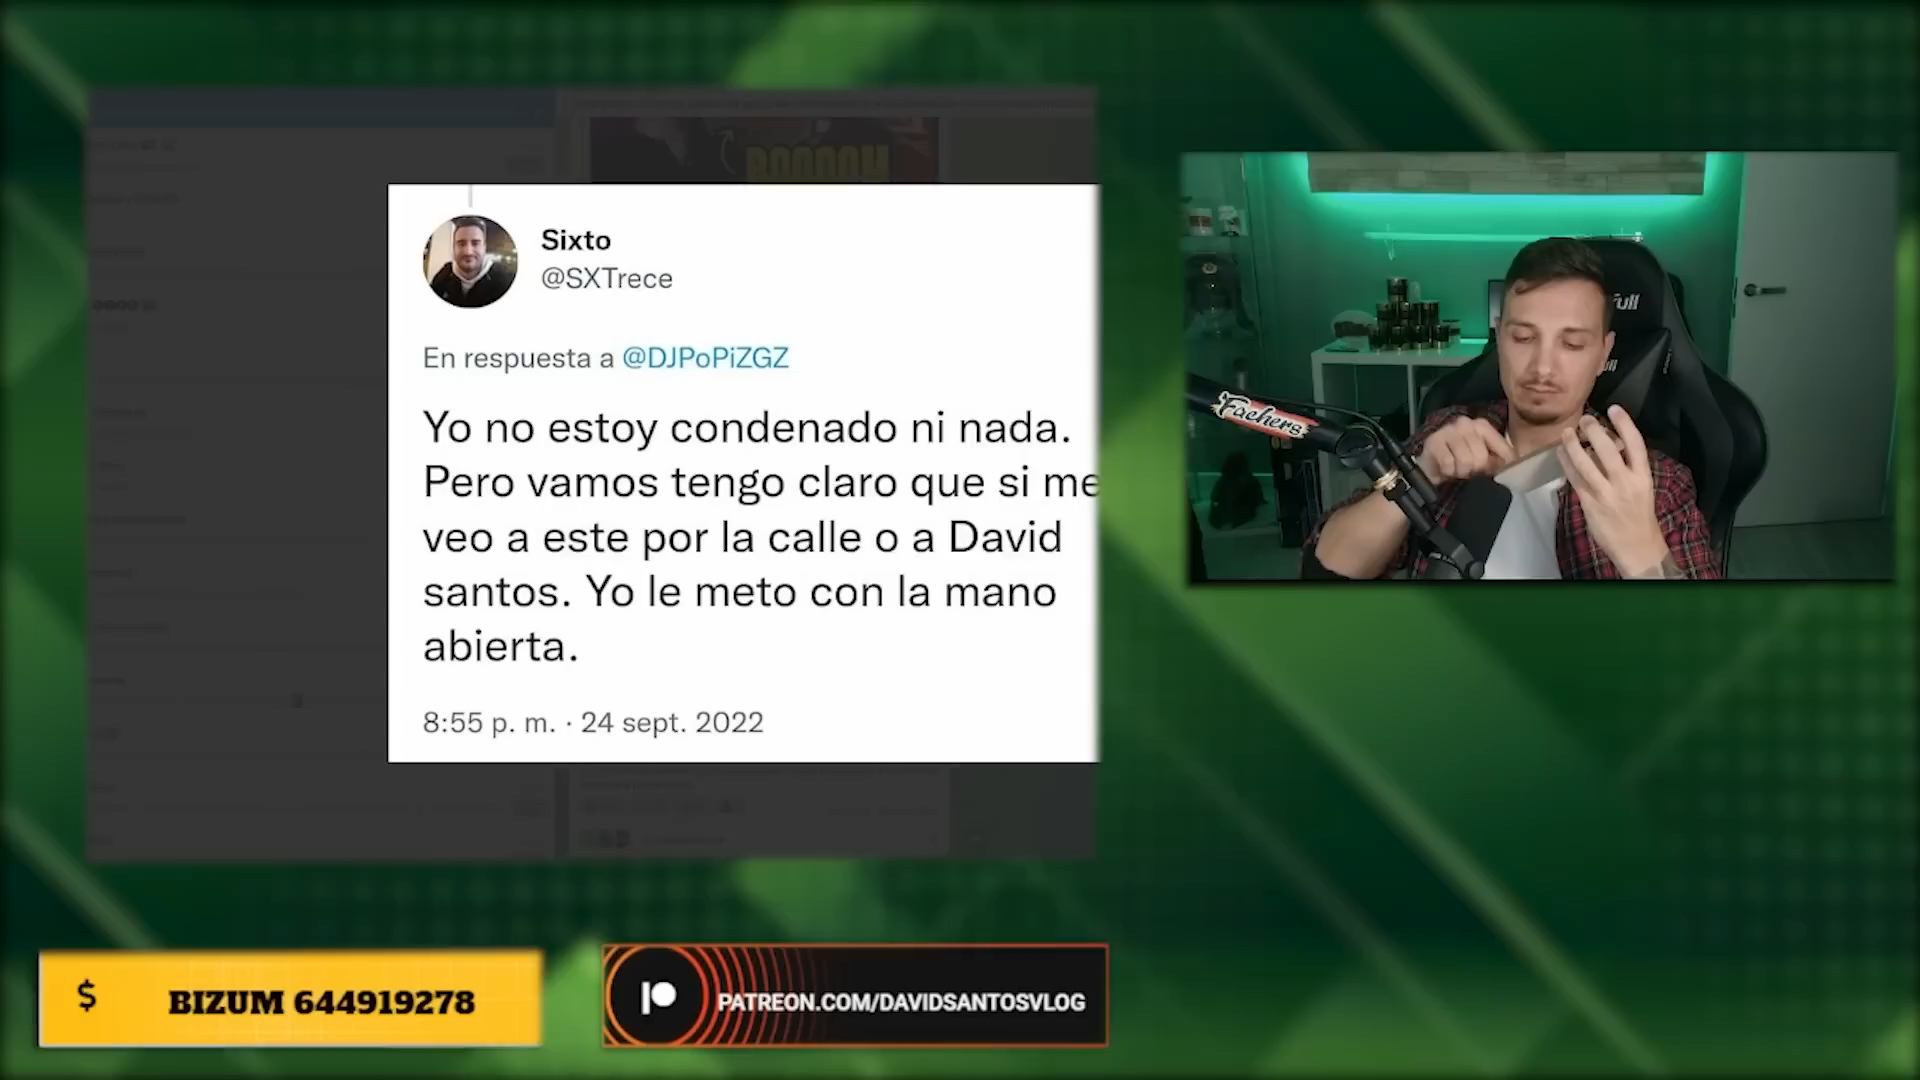 BOOOOM
Sixto
@SXTrece
En respuesta a @DJPoPiZGZ
Yo no estoy condenado ni nada.
Pero vamos tengo claro que si me
veo a este por la calle o a David
santos. Yo le meto con la mano
abierta.
8:55 p. m. · 24 sept. 2022
Full
Fachers
$ BIZUM 644919278
PATREON.COM/DAVIDSANTOSVLOG